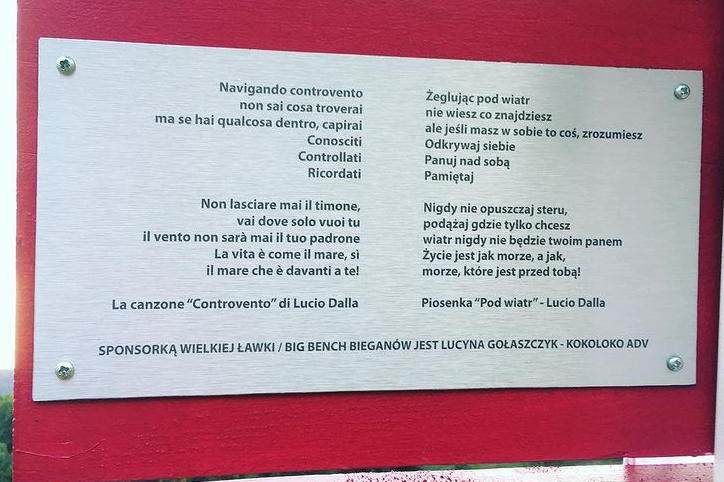 Navigando controvento
non sai cosa troverai
ma se hai qualcosa dentro, capirai
Conosciti
Controllati
Ricordati
Non lasciare mai il timone,
vai dove solo vuoi tu
il vento non sarà mai il tuo padrone
La vita è come il mare, sì
il mare che è davanti a te!
La canzone “Controvento” di Lucio Dalla
Żeglując pod wiatr
nie wiesz co znajdziesz
ale jeśli masz w sobie to coś, zrozumiesz
Odkrywaj siebie
Panuj nad sobą
Pamiętaj
Nigdy nie opuszczaj steru,
podążaj gdzie tylko chcesz
wiatr nigdy nie będzie twoim panem
Życie jest jak morze, a jak,
morze, które jest przed tobą!
Piosenka “Pod wiatr” - Lucio Dalla
SPONSORKĄ WIELKIEJ ŁAWKI / BIG BENCH BIEGANÓW JEST LUCYNA GOŁASZCZYK - KOKOLOKO ADV